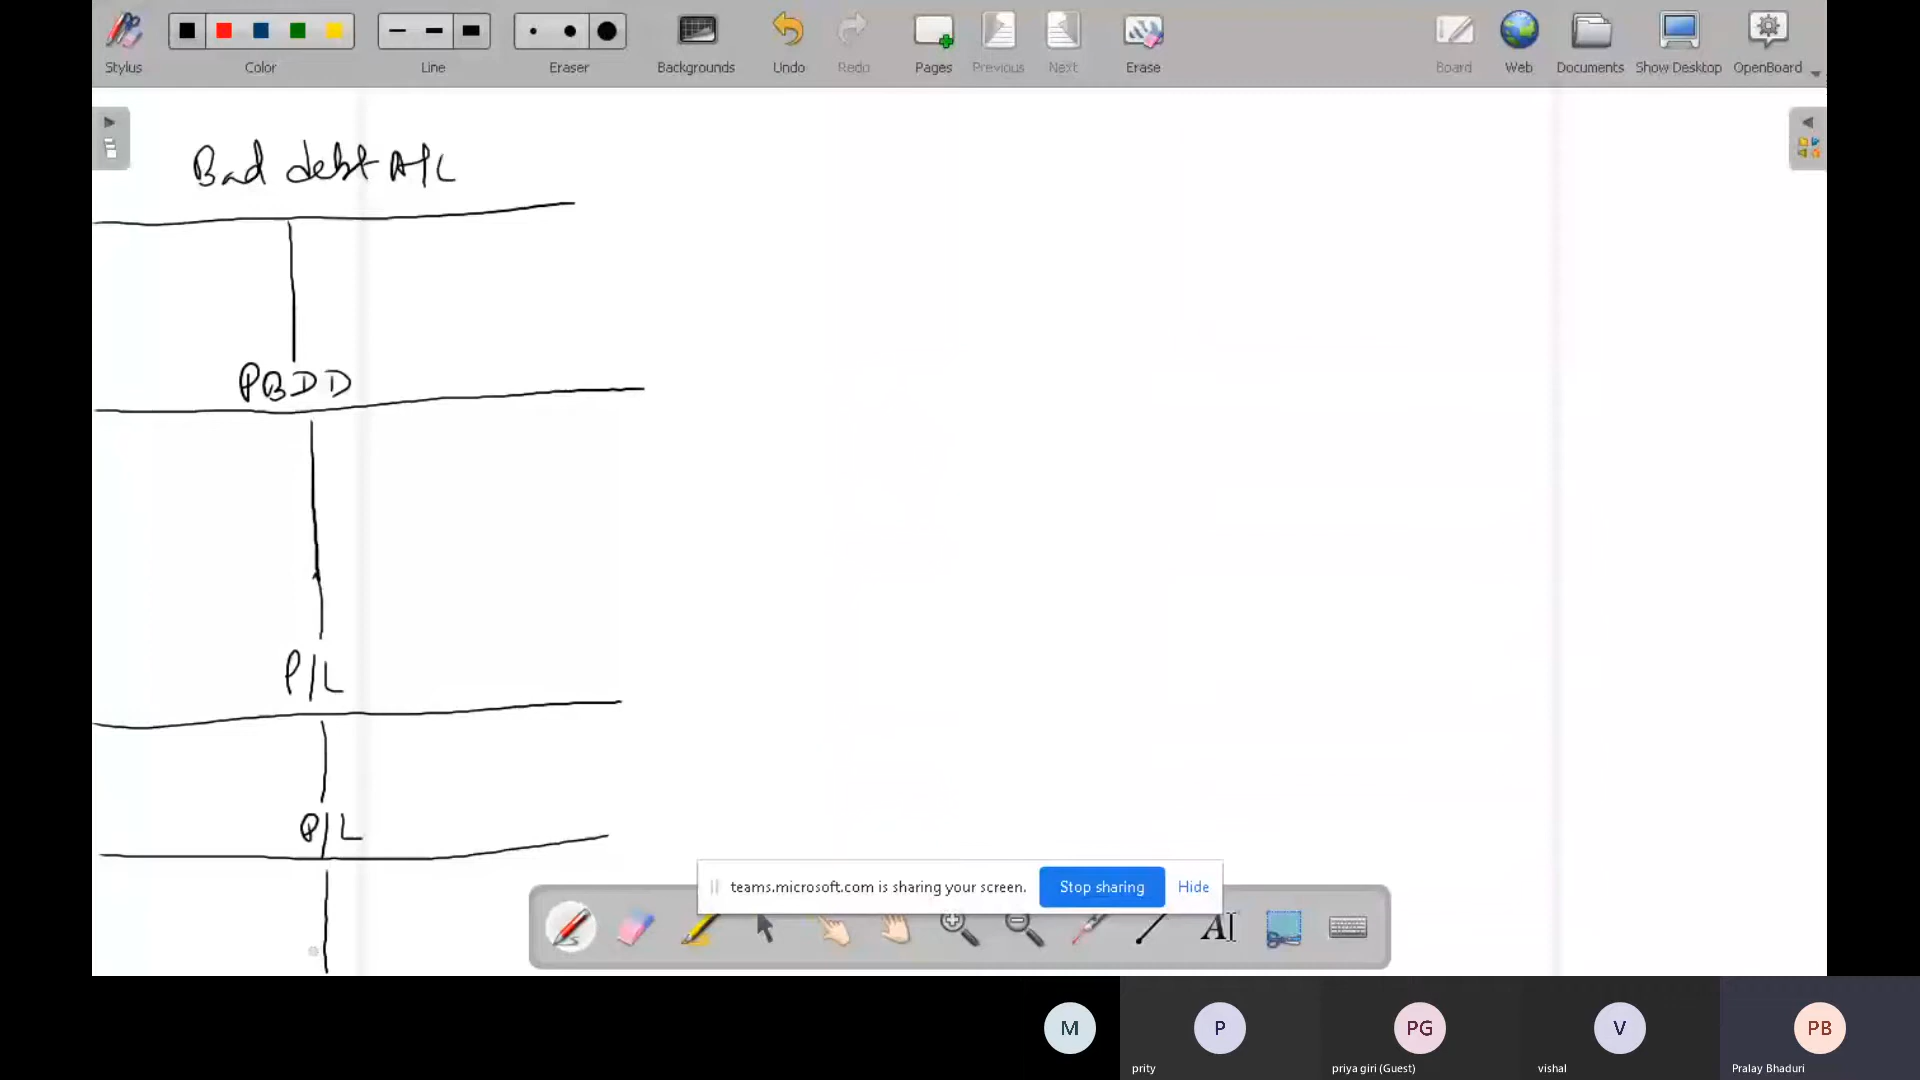 Stylus
Color
Line
Eraser
Backgrounds
Undo
Redo
Pages
Previous
Next
Erase
Board
Web
Documents
Show Desktop
OpenBoard
Bad debt A/C
PBDD
P/L
P/L
teams.microsoft.com is sharing your screen.
Stop sharing
Hide
A
M
P
PG
V
PB
prity
priya giri (Guest)
vishal
Pralay Bhaduri